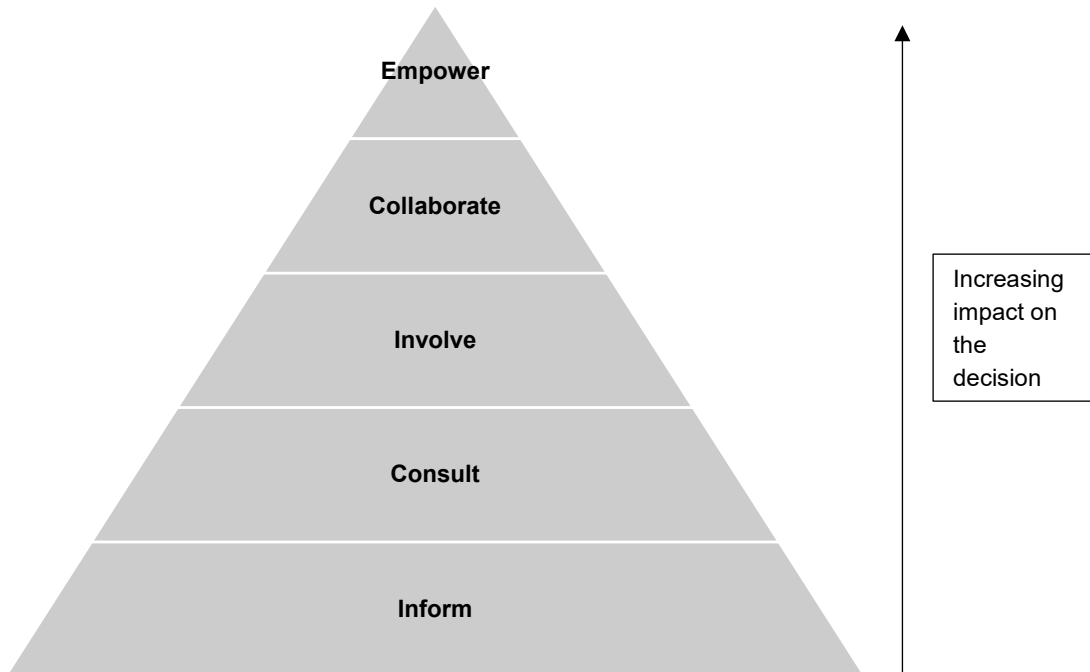 Empower
Collaborate
Involve
Consult
Inform
Increasing
impact on
the
decision